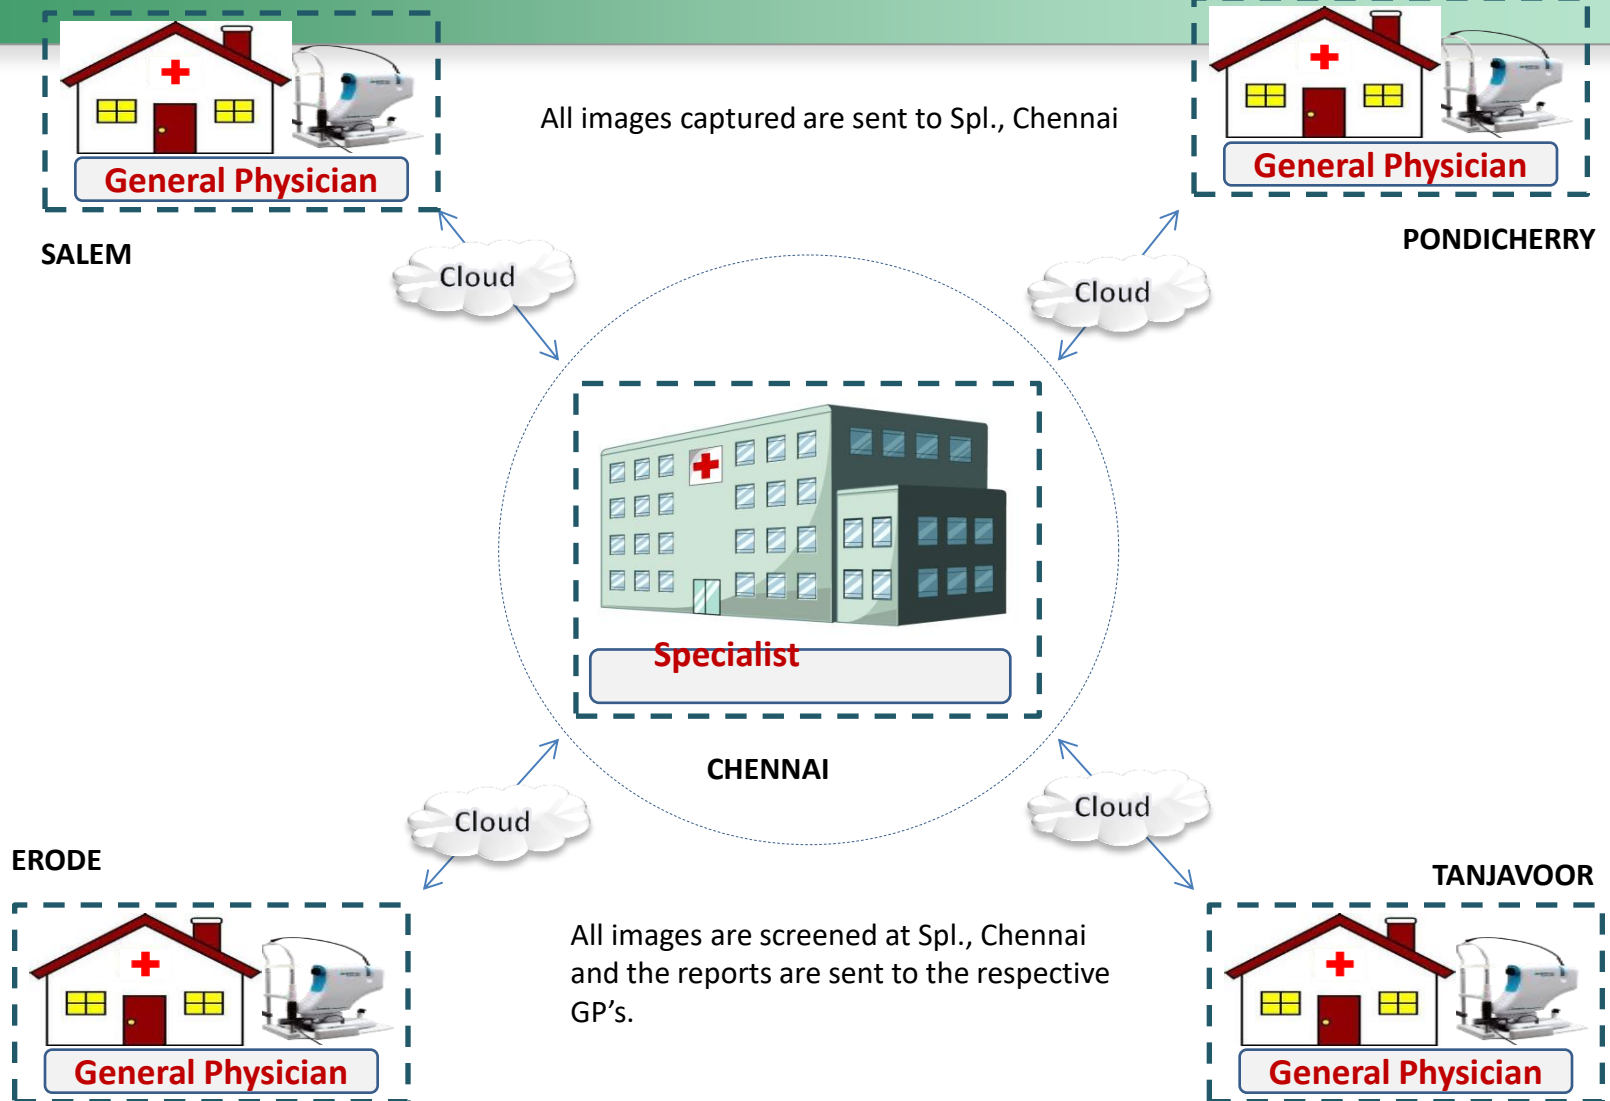 All images captured are sent to Spl., Chennai
General Physician
General Physician
SALEM
PONDICHERRY
Cloud
Cloud
Specialist
CHENNAI
Cloud
Cloud
ERODE
TANJAVOOR
All images are screened at Spl., Chennai
and the reports are sent to the respective
GP’s.
General Physician
General Physician